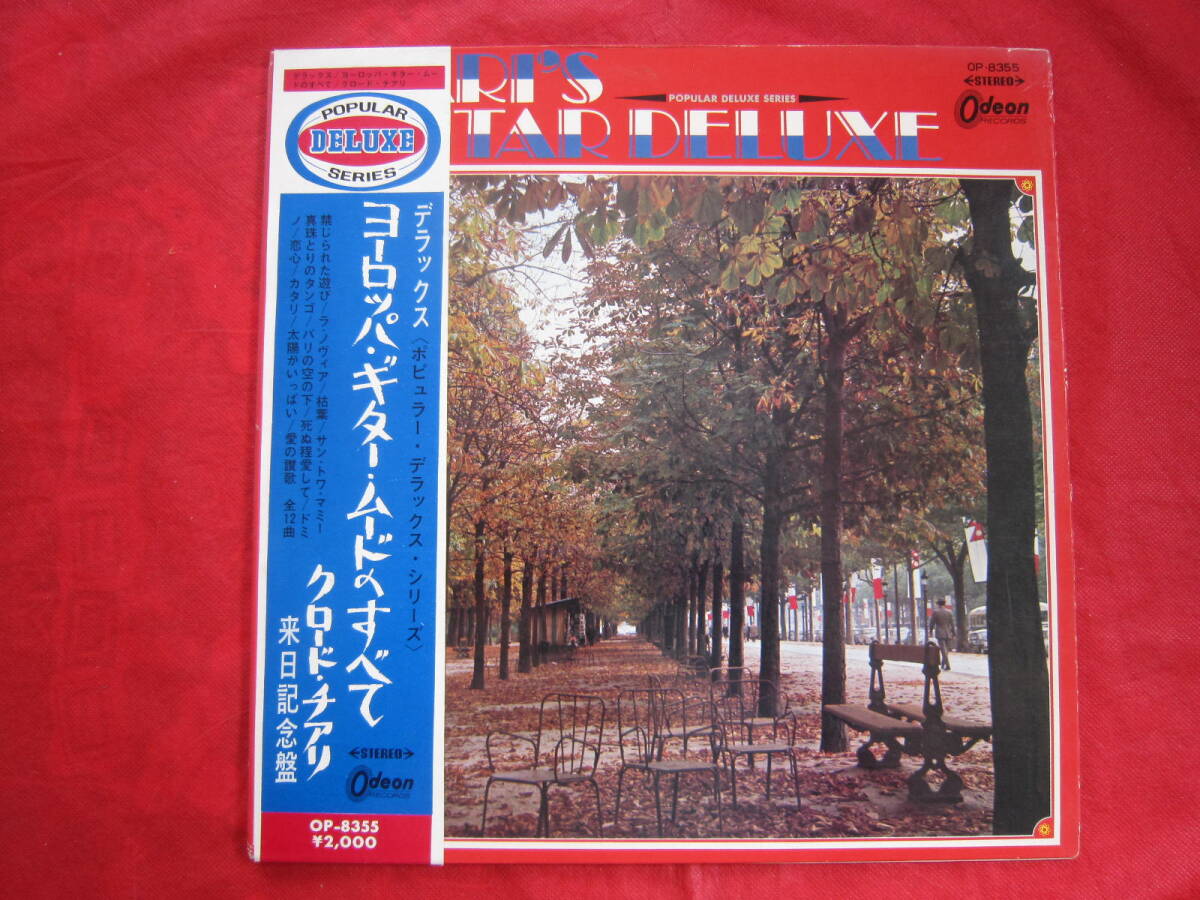 デラックス/ヨーロッパ・ギター・ムー
ドのすべて/クロード・チアリ
POPULAR
DELUXE
SERIES
デラックス〈ポピュラー・デラックス・シリーズ〉
ヨーロッパ・ギター・ムードのすべて
クロード・チアリ
来日記念盤
禁じられた遊び/ラ・ノヴィア/枯葉/サン・トワ・マミー
真珠とりのタンゴ/パリの空の下/死ぬ程愛して/ドミ
ノ/恋心/カタリ/太陽がいっぱい/愛の讃歌 全12曲
STEREO
Odeon
RECORDS
OP-8355
¥2,000
ARI'S
POPULAR DELUXE SERIES
TAR DELUXE
OP-8355
STEREO
Odeon
RECORDS